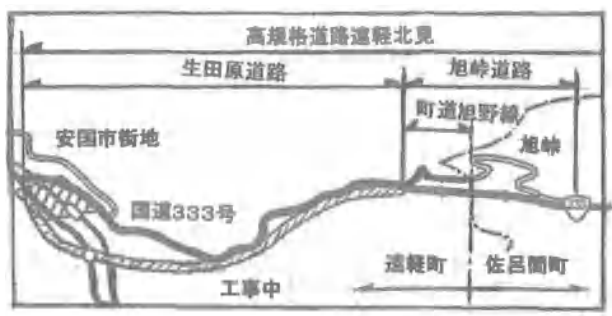 高規格道路遠軽北見
生田原道路
旭峠道路
町道旭野線
安国市街地
旭峠
国道333号
遠軽町
佐呂間町
工事中